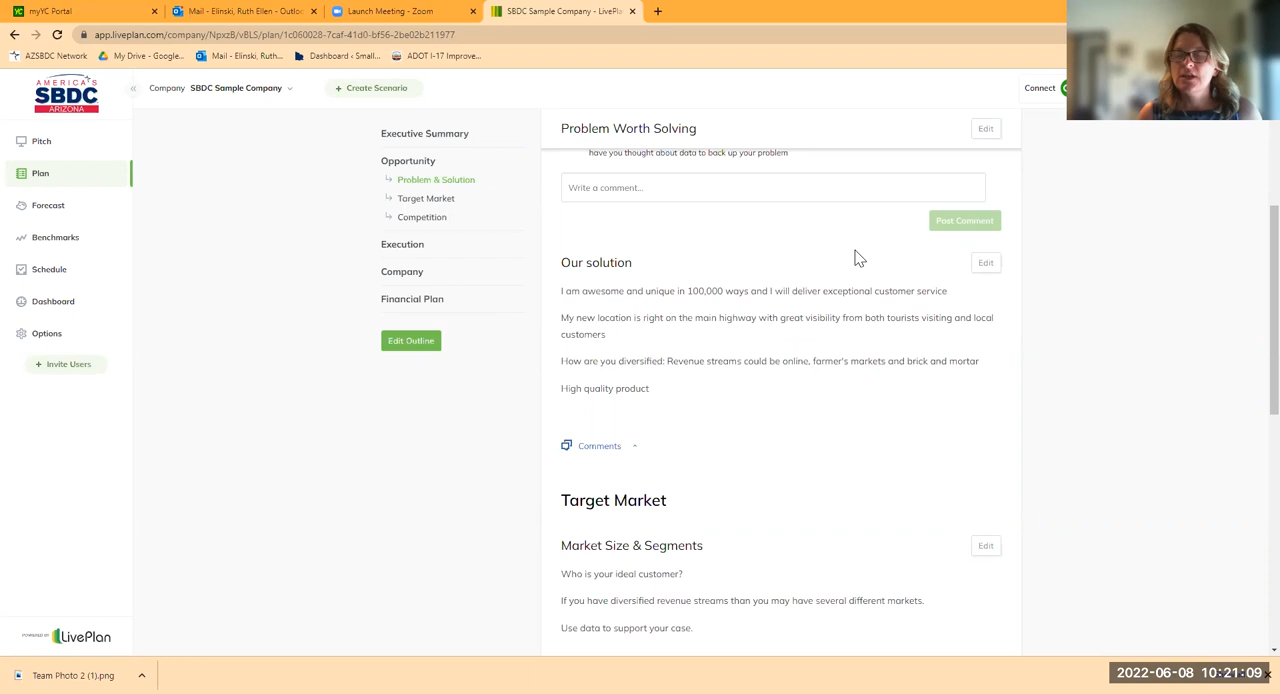 myYC Portal
Mail - Elinski, Ruth Ellen - Outloo
Launch Meeting - Zoom
SBDC Sample Company - LivePla
app.liveplan.com/company/NpxzB/vBLS/plan/1c060028-7caf-41d0-bf56-2be02b211977
AZSBDC Network
My Drive - Google...
Mail - Elinski, Ruth...
Dashboard < Small...
ADOT I-17 Improve...
AMERICA'S
SBDC
ARIZONA
Company SBDC Sample Company
+ Create Scenario
Connect
Pitch
Plan
Forecast
Benchmarks
Schedule
Dashboard
Options
+ Invite Users
POWERED BY LivePlan
Executive Summary
Opportunity
Problem & Solution
Target Market
Competition
Execution
Company
Financial Plan
Edit Outline
Problem Worth Solving
Edit
have you thought about data to back up your problem
Write a comment...
Post Comment
Our solution
Edit
I am awesome and unique in 100,000 ways and I will deliver exceptional customer service
My new location is right on the main highway with great visibility from both tourists visiting and local
customers
How are you diversified: Revenue streams could be online, farmer's markets and brick and mortar
High quality product
Comments
Target Market
Market Size & Segments
Edit
Who is your ideal customer?
If you have diversified revenue streams than you may have several different markets.
Use data to support your case.
Team Photo 2 (1).png
2022-06-08 10:21:09